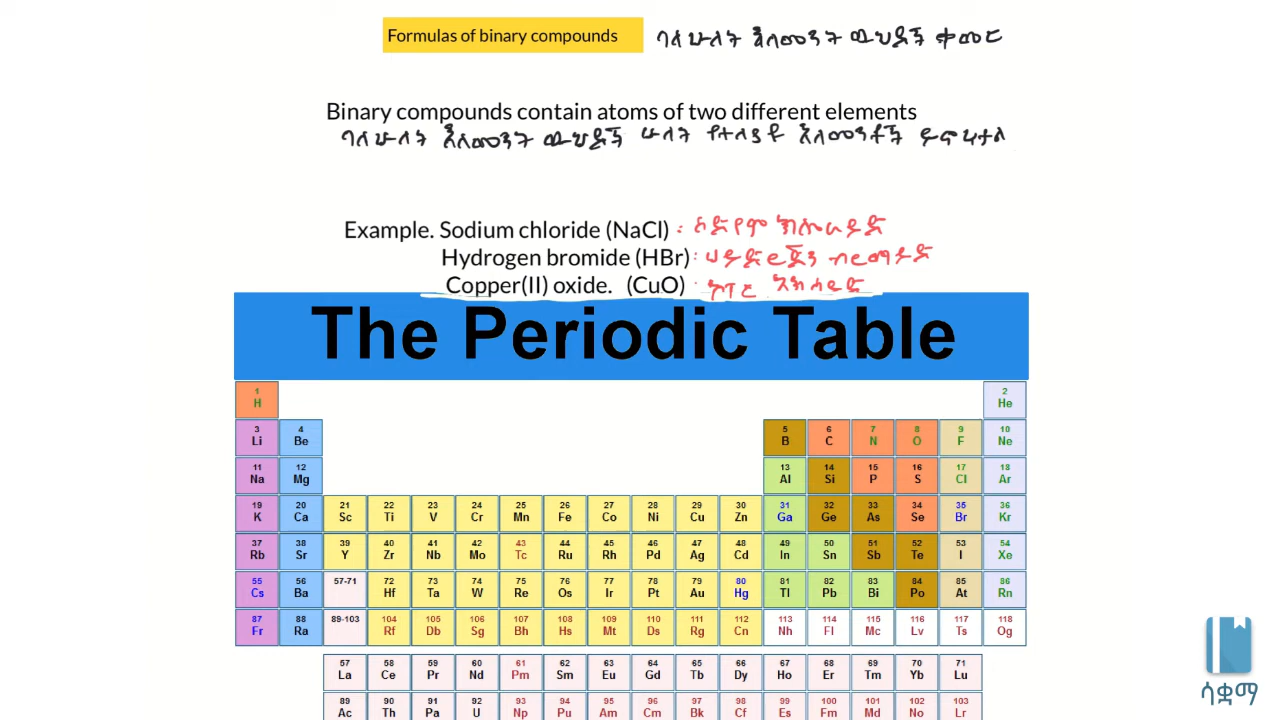 Formulas of binary compounds ባለሁለት እለመንት ውህዶች ቀመር
Binary compounds contain atoms of two different elements
ባለሁለት እለመንት ውህዶች ሁለት የተለያዩ እለመንቶች ይኖራታል
Example. Sodium chloride (NaCl) : ሶድየም ክሎራይድ
Hydrogen bromide (HBr) : ሀይድሮጅን ብሮማይድ
Copper(II) oxide. (CuO) : ኦክሳይድ
The Periodic Table
1 2
H He
3 4 5 6 7 8 9 10
Li Be B C N O F Ne
11 12 13 14 15 16 17 18
Na Mg Al Si P S Cl Ar
19 20 21 22 23 24 25 26 27 28 29 30 31 32 33 34 35 36
K Ca Sc Ti V Cr Mn Fe Co Ni Cu Zn Ga Ge As Se Br Kr
37 38 39 40 41 42 43 44 45 46 47 48 49 50 51 52 53 54
Rb Sr Y Zr Nb Mo Tc Ru Rh Pd Ag Cd In Sn Sb Te I Xe
55 56 57-71 72 73 74 75 76 77 78 79 80 81 82 83 84 85 86
Cs Ba Hf Ta W Re Os Ir Pt Au Hg Tl Pb Bi Po At Rn
87 88 89-103 104 105 106 107 108 109 110 111 112 113 114 115 116 117 118
Fr Ra Rf Db Sg Bh Hs Mt Ds Rg Cn Nh Fl Mc Lv Ts Og
57 58 59 60 61 62 63 64 65 66 67 68 69 70 71
La Ce Pr Nd Pm Sm Eu Gd Tb Dy Ho Er Tm Yb Lu
89 90 91 92 93 94 95 96 97 98 99 100 101 102 103
Ac Th Pa U Np Pu Am Cm Bk Cf Es Fm Md No Lr
ሳቋማ